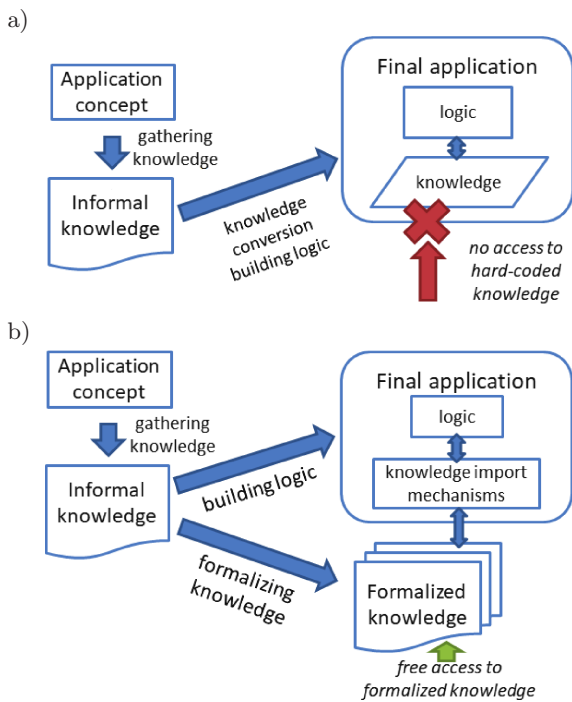 a)
Application
concept
gathering
knowledge
Informal
knowledge
knowledge
conversion
building logic
Final application
logic
knowledge
no access to
hard-coded
knowledge
b)
Application
concept
gathering
knowledge
Informal
knowledge
building logic
formalizing
knowledge
Final application
logic
knowledge import
mechanisms
Formalized
knowledge
free access to
formalized knowledge